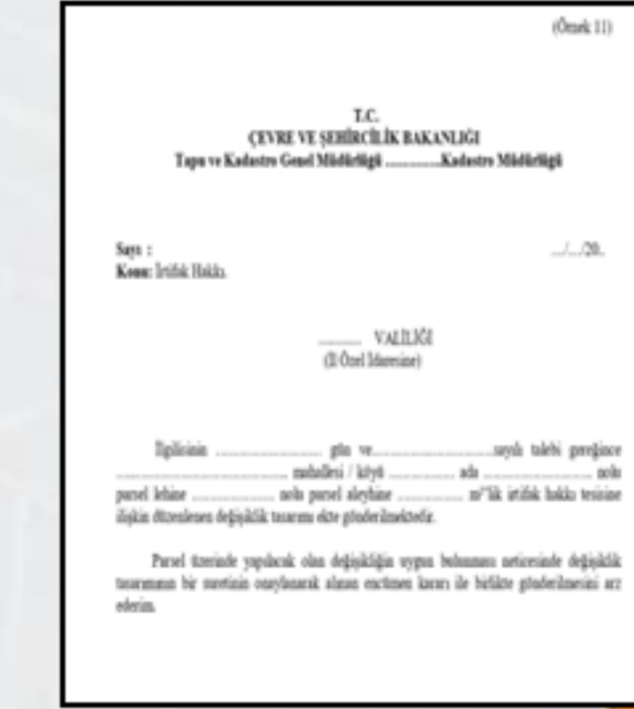 (Örnek 11)
T.C.
ÇEVRE VE ŞEHİRCİLİK BAKANLIĞI
Tapu ve Kadastro Genel Müdürlüğü ...............Kadastro Müdürlüğü
Sayı :
.../.../20..
Konu: İrtifak Hakkı.
............ VALİLİĞİ
(İl Özel İdaresine)
İlgilisinin ............................. gün ve.................................sayılı talebi gereğince
............................................... mahallesi / köyü .................. ada ............................... nolu
parsel lehine ...................... nolu parsel aleyhine .................. m²'lik irtifak hakkı tesisine
ilişkin düzenlenen değişiklik tasarımı ekte gönderilmektedir.
Parsel üzerinde yapılacak olan değişikliğin uygun bulunması neticesinde değişiklik
tasarımının bir suretinin onaylanarak alınan encümen kararı ile birlikte gönderilmesini arz
ederim.